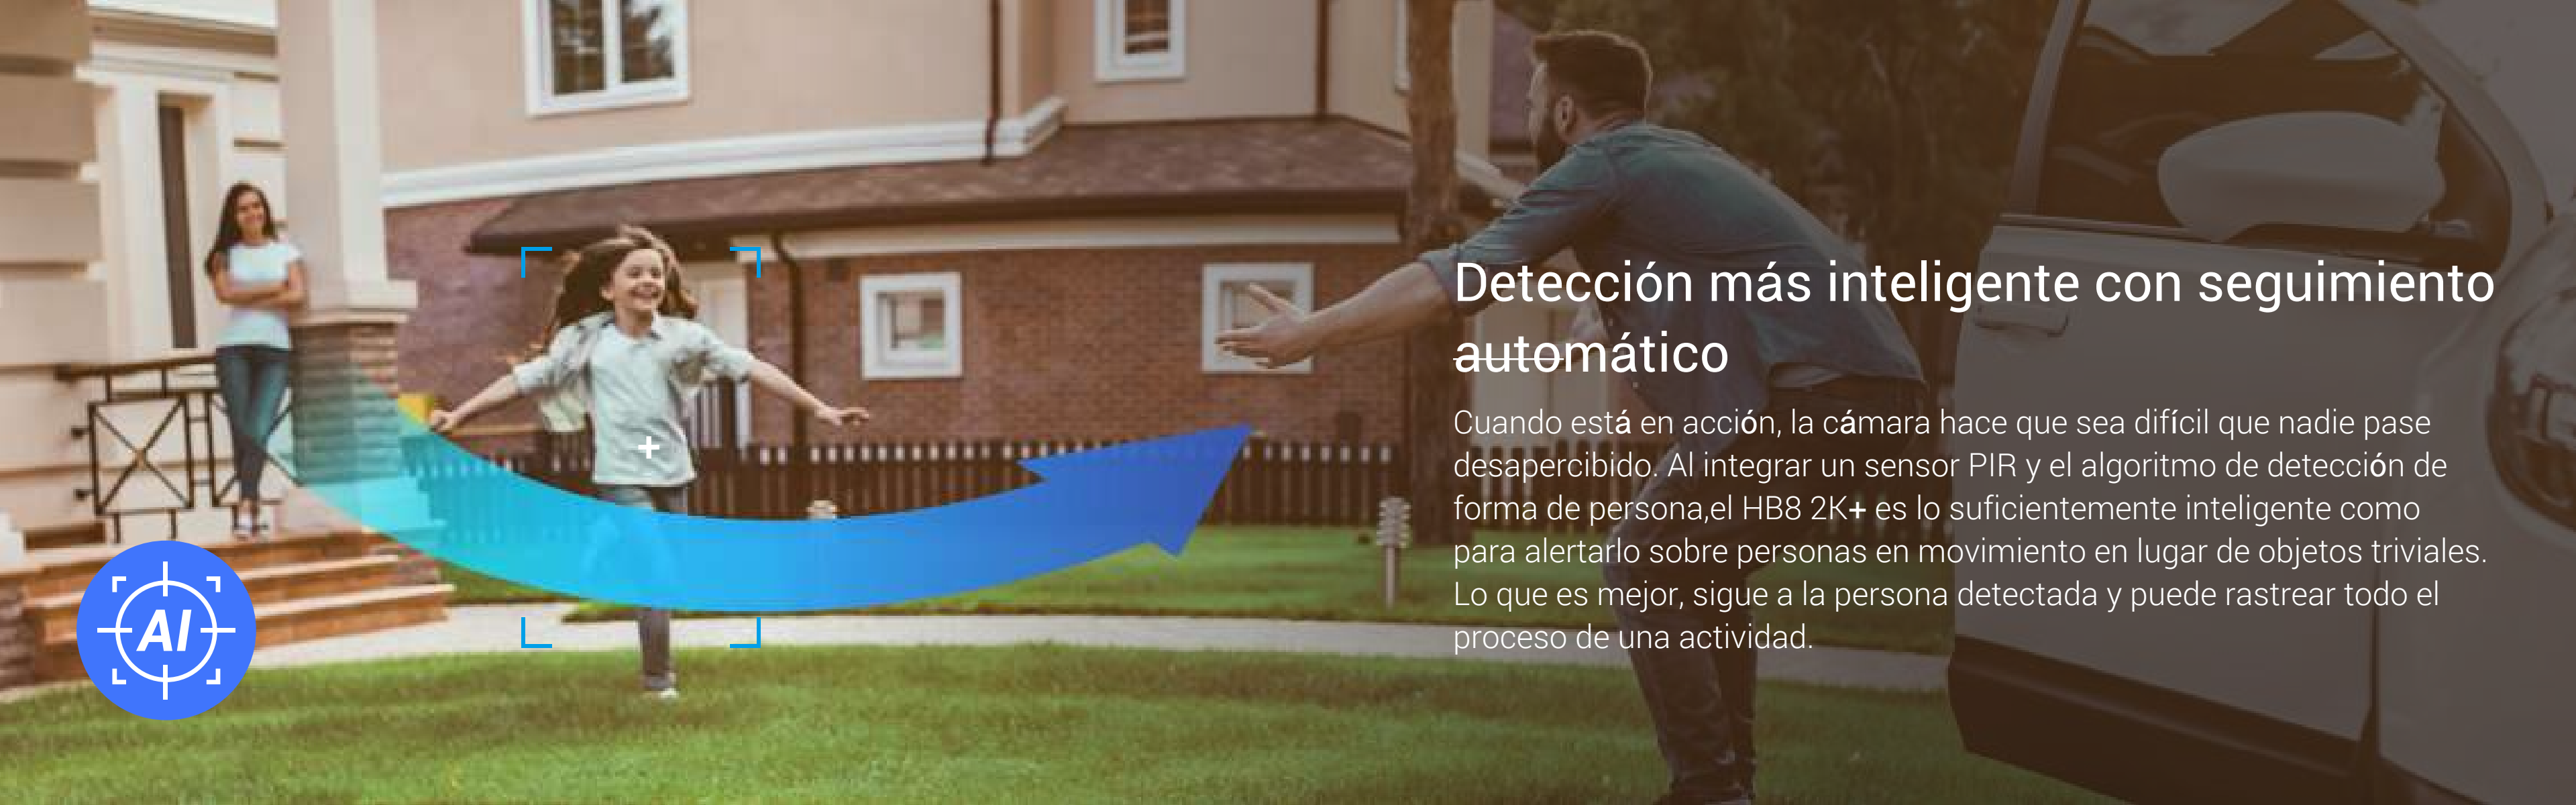 Detección más inteligente con seguimiento
automático
Cuando está en acción, la cámara hace que sea difícil que nadie pase
desapercibido. Al integrar un sensor PIR y el algoritmo de detección de
forma de persona,el HB8 2K+ es lo suficientemente inteligente como
para alertarlo sobre personas en movimiento en lugar de objetos triviales.
Lo que es mejor, sigue a la persona detectada y puede rastrear todo el
proceso de una actividad.
AI